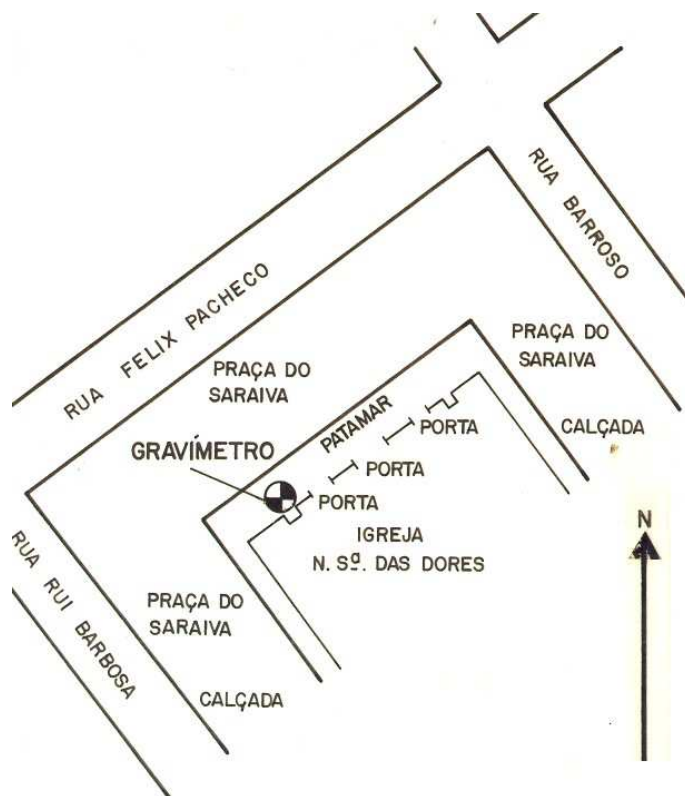 RUA BARROSO
RUA FELIX PACHECO
PRAÇA DO
SARAIVA
PRAÇA DO
SARAIVA
PATAMAR
PORTA
CALÇADA
GRAVÍMETRO
PORTA
PORTA
IGREJA
N. Sª. DAS DORES
N
RUA RUI BARBOSA
PRAÇA DO
SARAIVA
CALÇADA